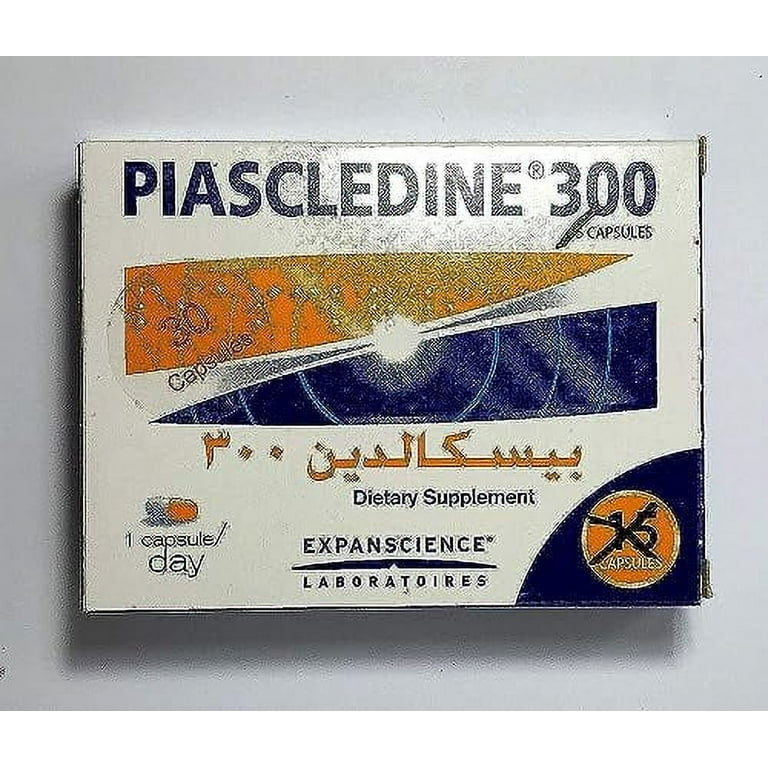 PIASCLEDINE® 300
CAPSULES
30
Capsules
بيسكالدين ٣٠٠
Dietary Supplement
1 capsule/
day
EXPANSCIENCE®
LABORATOIRES
15
CAPSULES